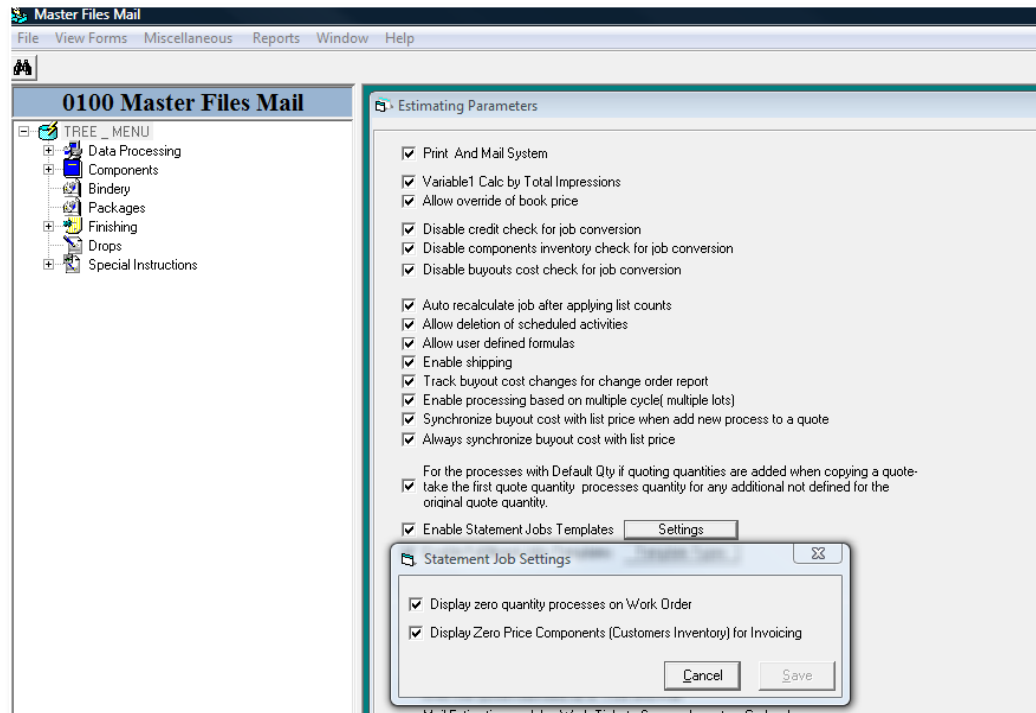 Master Files Mail
File View Forms Miscellaneous Reports Window Help
0100 Master Files Mail
TREE _ MENU
Data Processing
Components
Bindery
Packages
Finishing
Drops
Special Instructions
Estimating Parameters
Print And Mail System
Variable1 Calc by Total Impressions
Allow override of book price
Disable credit check for job conversion
Disable components inventory check for job conversion
Disable buyouts cost check for job conversion
Auto recalculate job after applying list counts
Allow deletion of scheduled activities
Allow user defined formulas
Enable shipping
Track buyout cost changes for change order report
Enable processing based on multiple cycle( multiple lots)
Synchronize buyout cost with list price when add new process to a quote
Always synchronize buyout cost with list price
For the processes with Default Qty if quoting quantities are added when copying a quote-
take the first quote quantity processes quantity for any additional not defined for the
original quote quantity.
Enable Statement Jobs Templates Settings
Statement Job Settings
Display zero quantity processes on Work Order
Display Zero Price Components (Customers Inventory) for Invoicing
Cancel Save